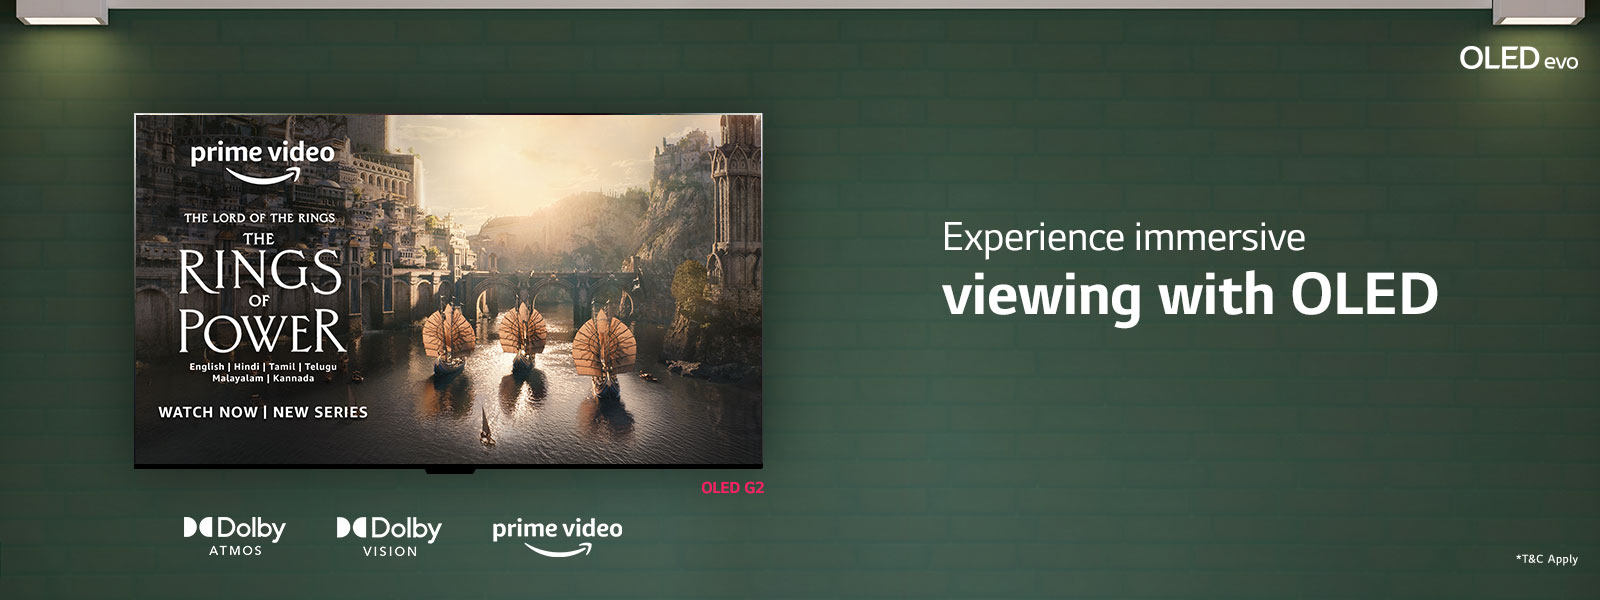 OLED evo
prime video
THE LORD OF THE RINGS
THE
RINGS
OF
POWER
English | Hindi | Tamil | Telugu
Malayalam | Kannada
WATCH NOW | NEW SERIES
Experience immersive
viewing with OLED
OLED G2
Dolby
ATMOS
Dolby
VISION
prime video
*T&C Apply